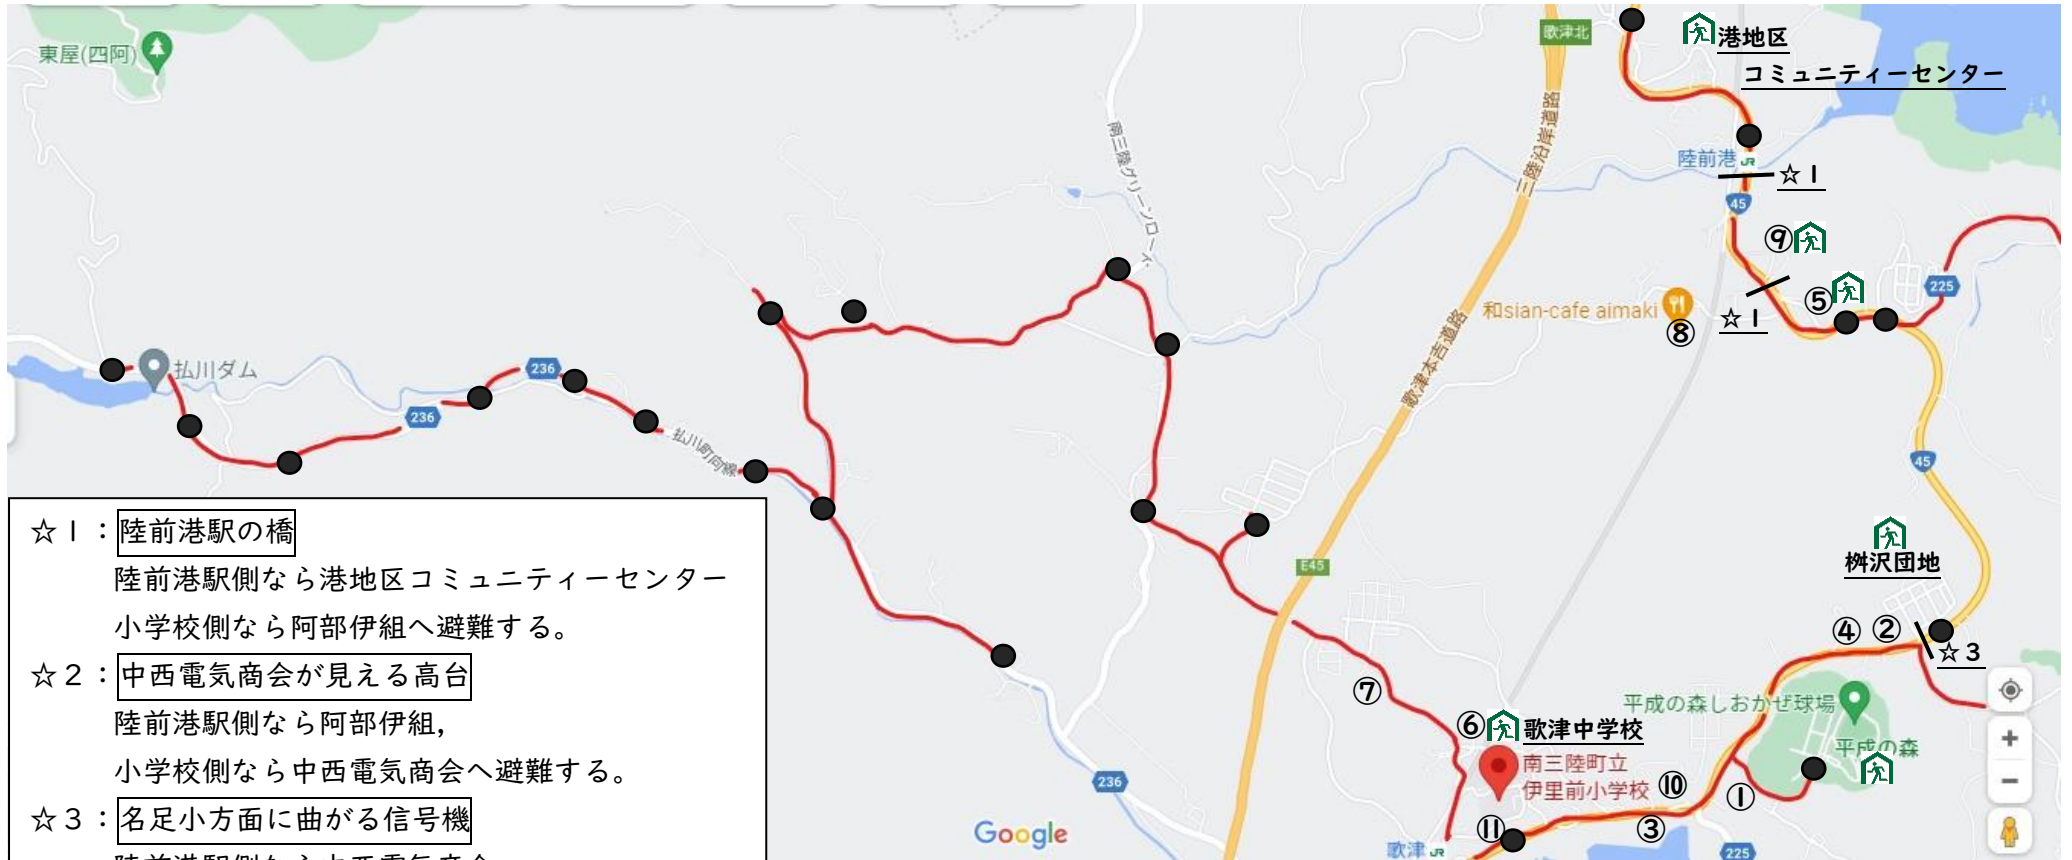 東屋(四阿)
歌津北
港地区
コミュニティーセンター
南三陸グリーンロード
三陸沿岸道路
陸前港
☆1
45
⑨
225
⑤
☆1
和sian-cafe aimaki
⑧
歌津本吉道路
払川ダム
236
236
払川町向線
45
☆1：陸前港駅の橋
陸前港駅側なら港地区コミュニティーセンター
小学校側なら阿部伊組へ避難する。
☆2：中西電気商会が見える高台
陸前港駅側なら阿部伊組，
小学校側なら中西電気商会へ避難する。
☆3：名足小方面に曲がる信号機
E45
桝沢団地
④ ②
☆3
⑦
平成の森しおかぜ球場
平成の森
⑥
歌津中学校
南三陸町立
伊里前小学校
⑩
①
236
Google
⑪
③
歌津
225